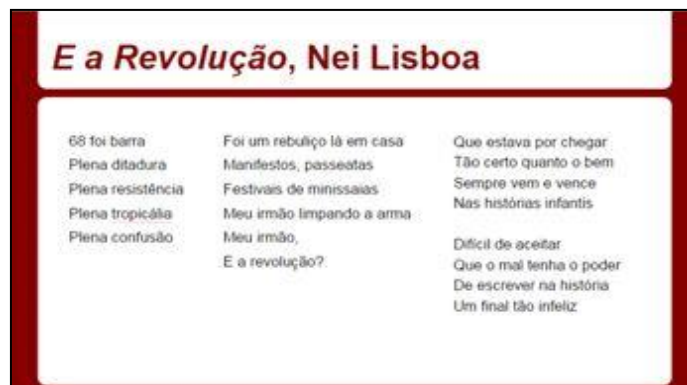 E a Revolução, Nei Lisboa
68 foi barra
Plena ditadura
Plena resistência
Plena tropicália
Plena confusão
Foi um rebuliço lá em casa
Manifestos, passeatas
Festivais de minissaias
Meu irmão limpando a arma
Meu irmão,
E a revolução?
Que estava por chegar
Tão certo quanto o bem
Sempre vem e vence
Nas histórias infantis
Difícil de aceitar
Que o mal tenha o poder
De escrever na história
Um final tão infeliz